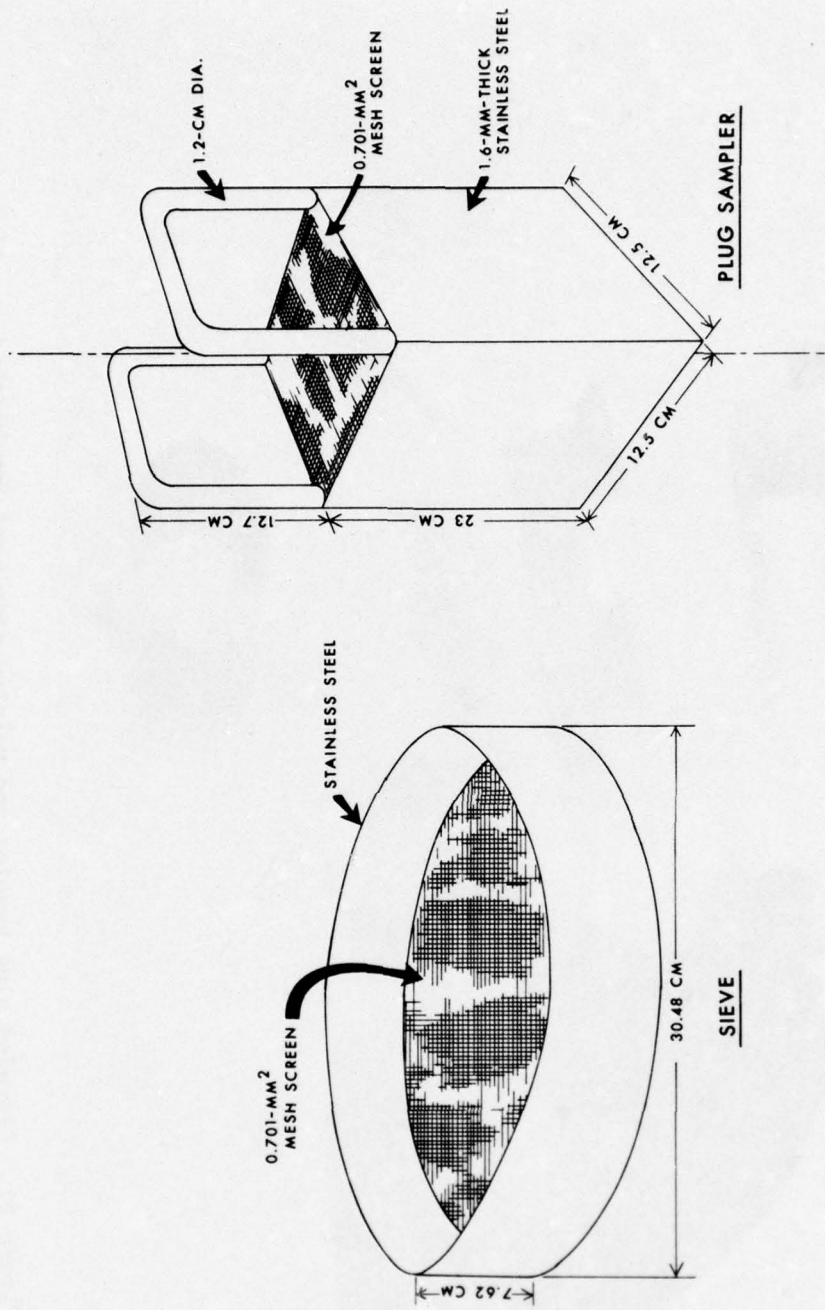 0.701-MM²
MESH SCREEN
STAINLESS STEEL
7.62 CM
30.48 CM
SIEVE
1.2-CM DIA.
0.701-MM²
MESH SCREEN
1.6-MM-THICK
STAINLESS STEEL
12.7 CM
23 CM
12.5 CM
12.5 CM
PLUG SAMPLER